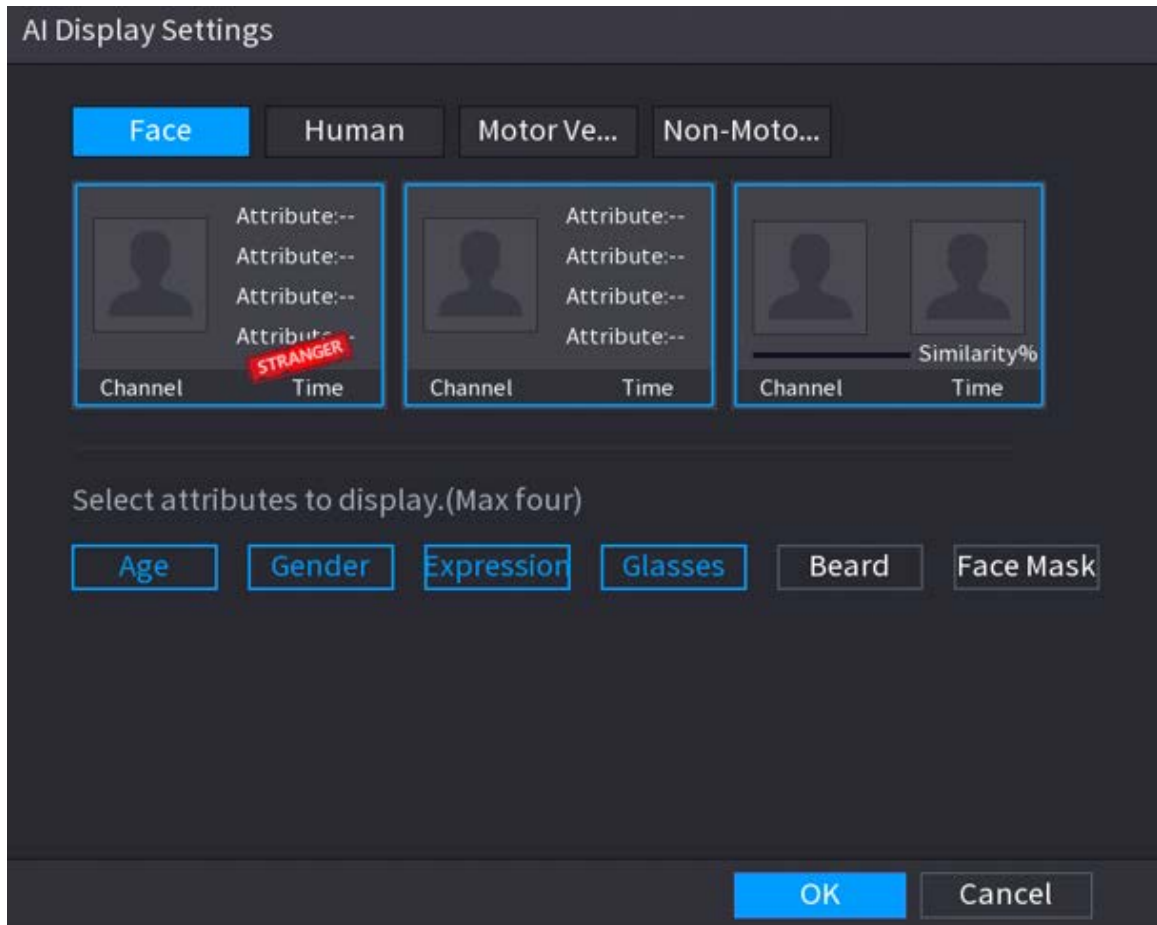 AI Display Settings
Face Human Motor Ve... Non-Moto...
Attribute:-- Attribute:--
Attribute:-- Attribute:--
Attribute:-- Attribute:--
Attribute:-- Attribute:--
STRANGER Similarity%
Channel Time Channel Time Channel Time
Select attributes to display.(Max four)
Age Gender Expression Glasses Beard Face Mask
OK Cancel